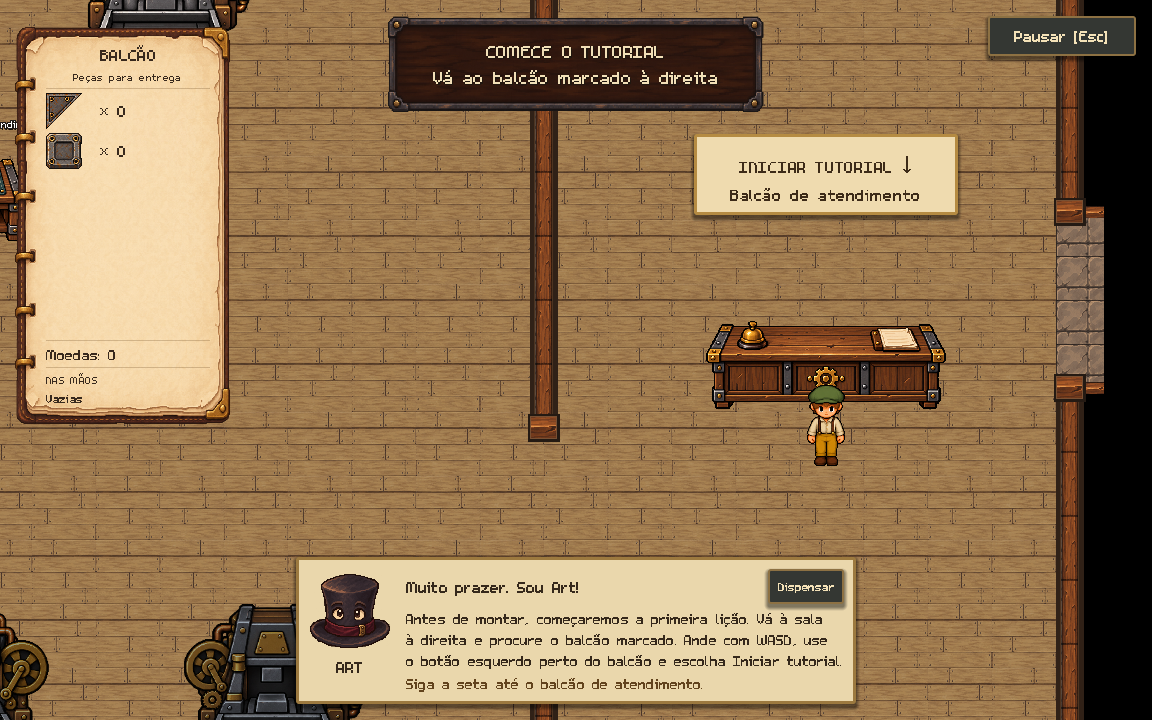 BALCÃO
Peças para entrega
x 0
x 0
Moedas: 0
NAS MÃOS
Vazias
COMECE O TUTORIAL
Vá ao balcão marcado à direita
Pausar [Esc]
INICIAR TUTORIAL ↓
Balcão de atendimento
Muito prazer. Sou Art!
Dispensar
Antes de montar, começaremos a primeira lição. Vá à sala
à direita e procure o balcão marcado. Ande com WASD, use
o botão esquerdo perto do balcão e escolha Iniciar tutorial.
Siga a seta até o balcão de atendimento.
ART